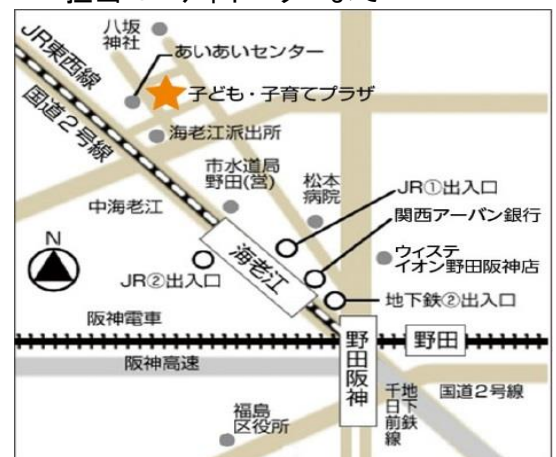 八坂
神社
あいあいセンター
JR東西線
国道2号線
子ども・子育てプラザ
海老江派出所
市水道局
野田(営)
松本
病院
JR①出入口
関西アーバン銀行
中海老江
海老江
ウィステ
イオン野田阪神店
N
JR②出入口
地下鉄②出入口
阪神電車
野田
野田阪神
阪神高速
福島
区役所
地下鉄
千日前線
国道2号線